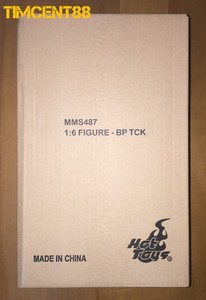 TIMCENT88
MMS487
1:6 FIGURE - BP TCK
Hot
Toys
MADE IN CHINA